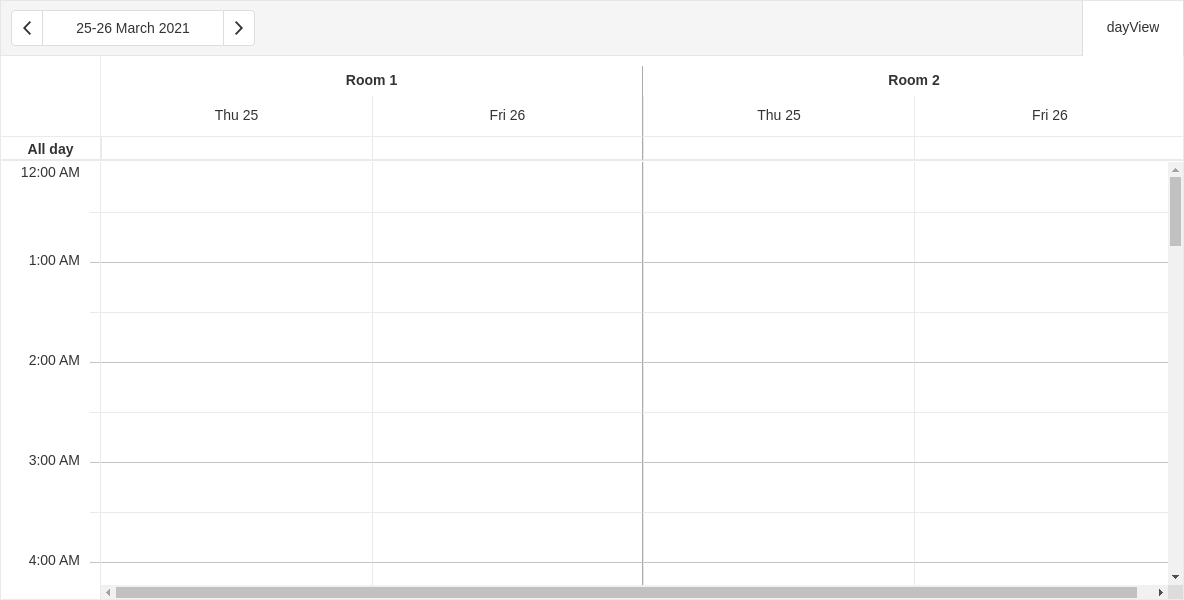 25-26 March 2021
dayView
Room 1
Room 2
Thu 25
Fri 26
Thu 25
Fri 26
All day
12:00 AM
1:00 AM
2:00 AM
3:00 AM
4:00 AM